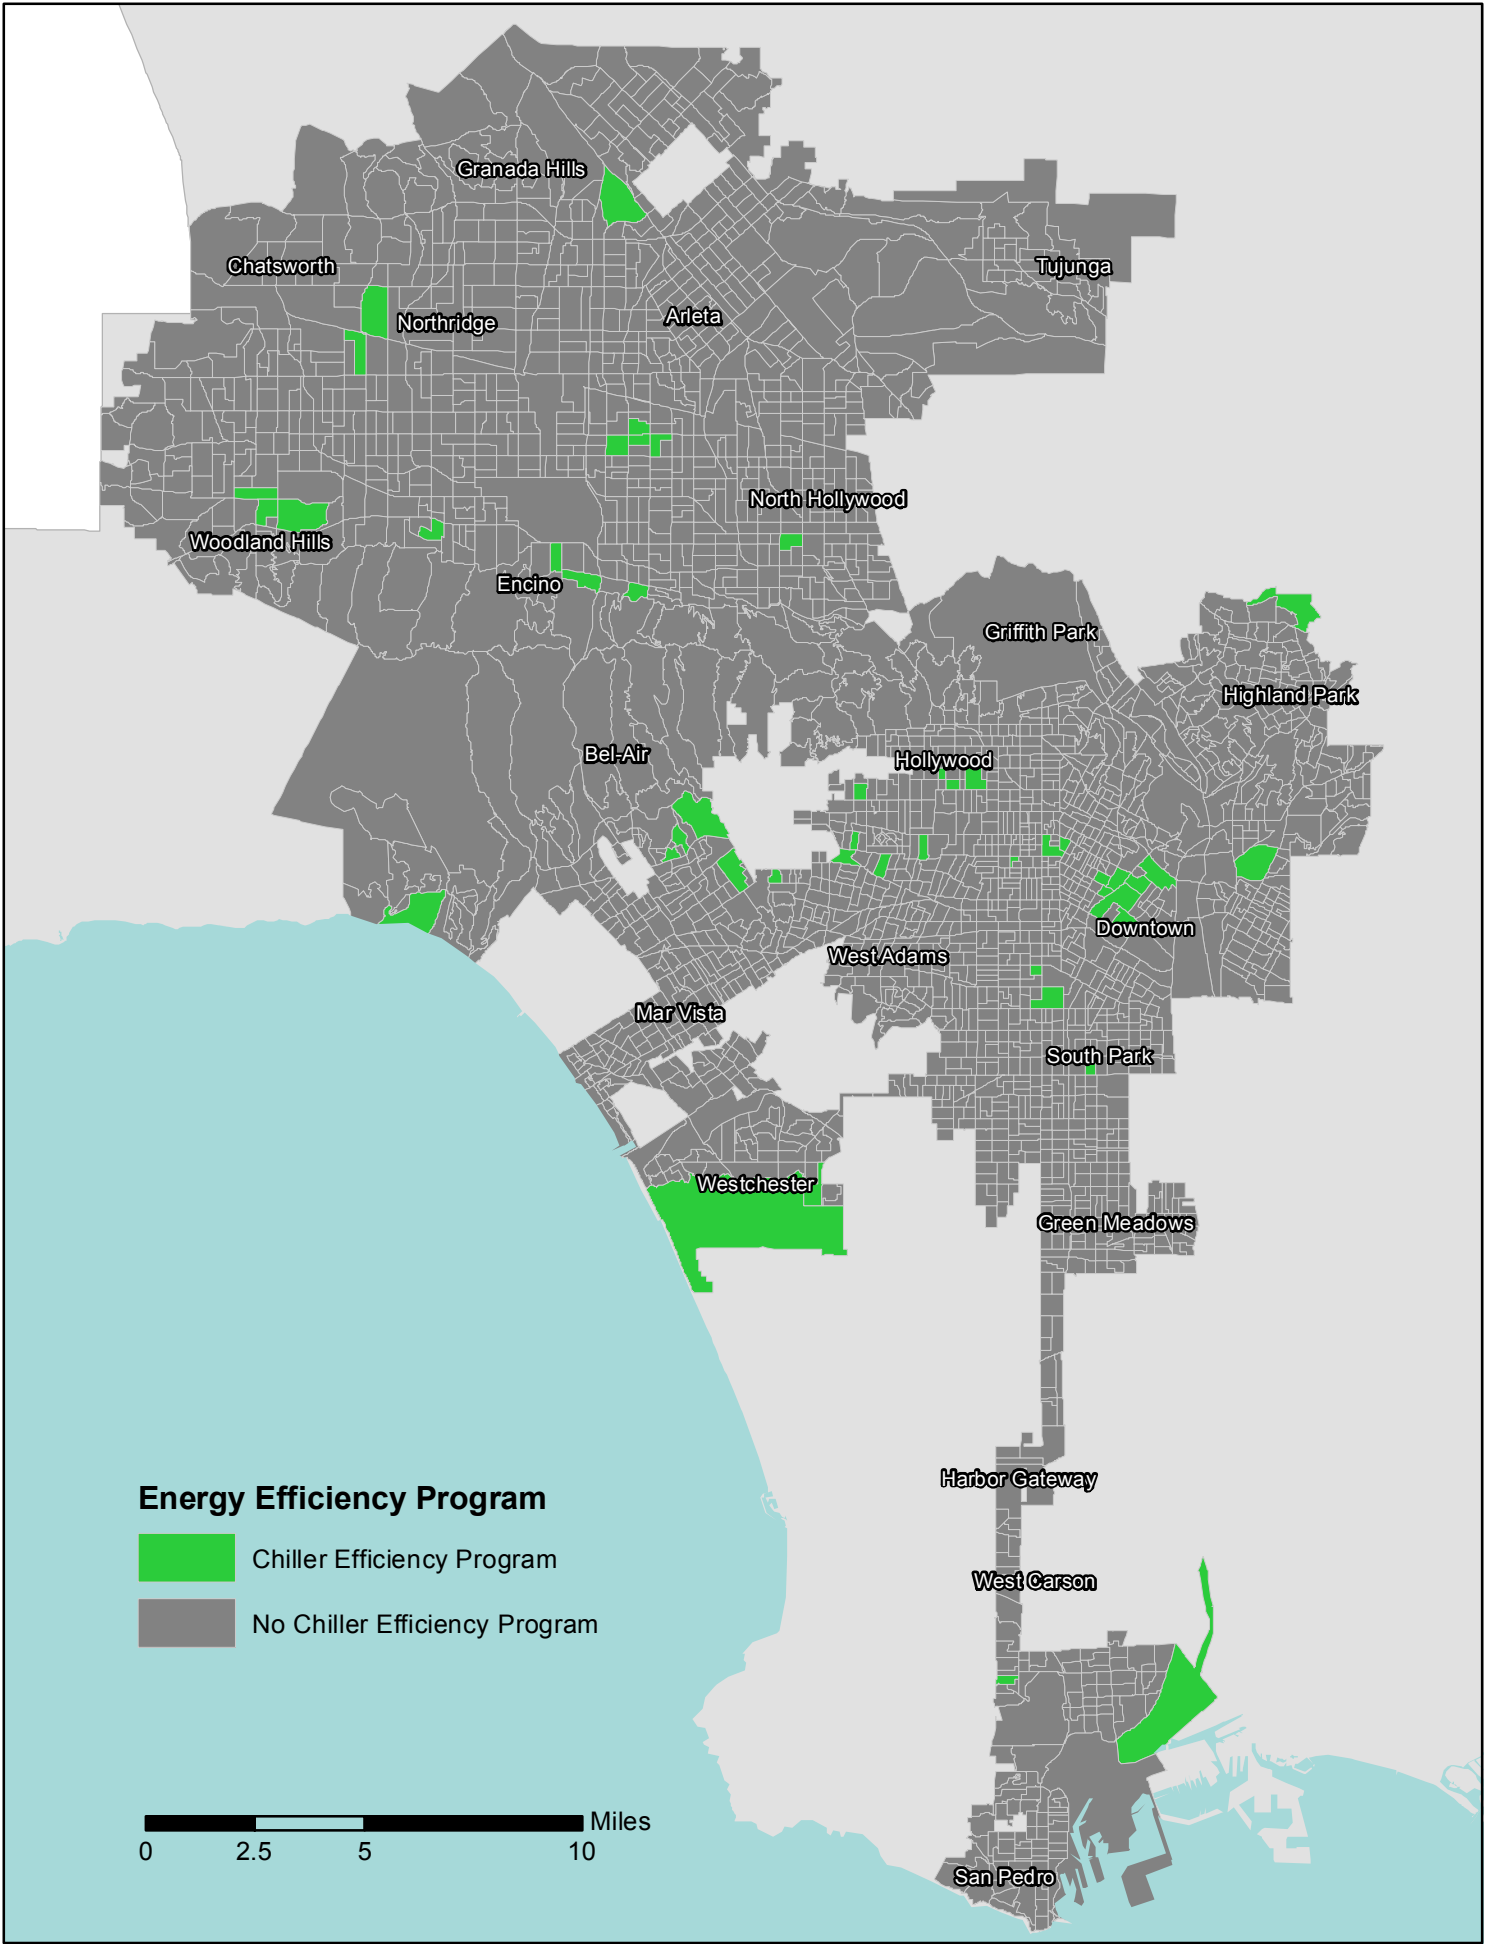 Granada Hills
Chatsworth
Tujunga
Northridge
Arleta
North Hollywood
Woodland Hills
Encino
Griffith Park
Highland Park
Bel-Air
Hollywood
Downtown
West Adams
Mar Vista
South Park
Westchester
Green Meadows
Harbor Gateway
West Carson
San Pedro
Energy Efficiency Program
Chiller Efficiency Program
No Chiller Efficiency Program
Miles
0 2.5 5 10